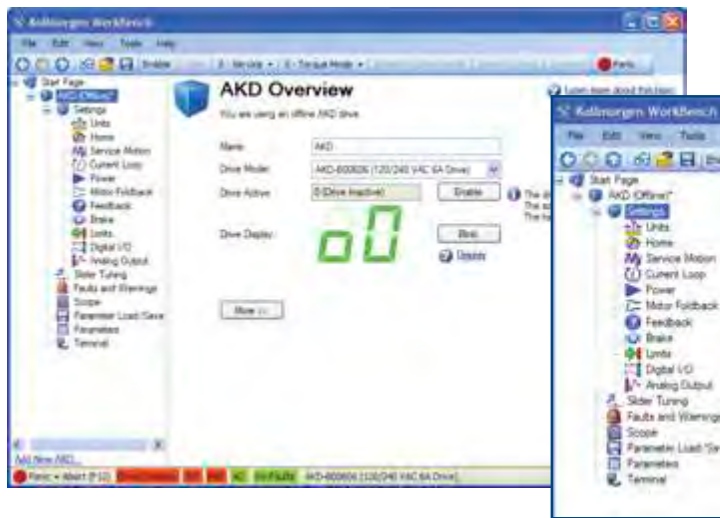 Kollmorgen WorkBench
File Edit View Tools Help
Enable 0 - Service 0 - Torque Mode Panic
Start Page
AKD (Offline)*
Settings
Units
Home
Service Motion
Current Loop
Power
Motor Foldback
Feedback
Brake
Limits
Digital I/O
Analog Output
Slider Tuning
Faults and Warnings
Scope
Parameter Load/Save
Parameters
Terminal
Add New AKD...
AKD Overview
Learn more about this topic
You are using an offline AKD drive.
Name: AKD
Drive Model: AKD-B00606 (120/240 VAC 6A Drive)
Drive Active: 0 (Drive Inactive) Enable
Drive Display: o0 Blink
More >>
Panic - Abort (F12) No Faults AKD-B00606 (120/240 VAC 6A Drive)
Kollmorgen WorkBench
File Edit View Tools
Start Page
AKD (Offline)*
Settings
Units
Home
Service Motion
Current Loop
Power
Motor Foldback
Feedback
Brake
Limits
Digital I/O
Analog Output
Slider Tuning
Faults and Warnings
Scope
Parameter Load/Sav
Parameters
Terminal